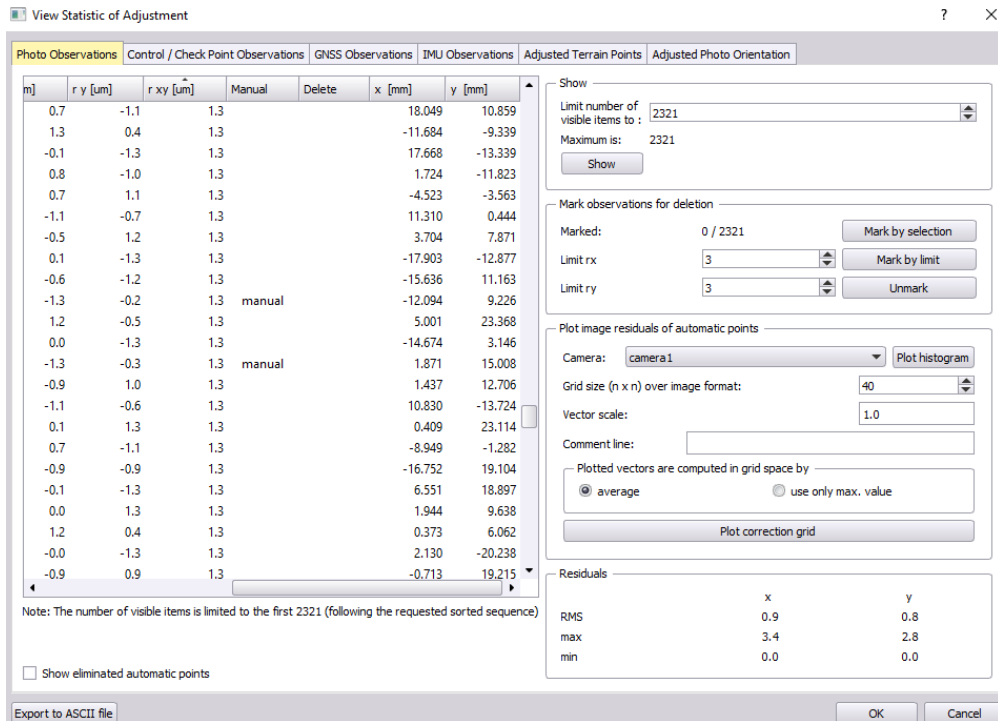 View Statistic of Adjustment ? ×
Photo Observations Control / Check Point Observations GNSS Observations IMU Observations Adjusted Terrain Points Adjusted Photo Orientation
m] r y [um] r xy [um] Manual Delete x [mm] y [mm]
0.7 -1.1 1.3 18.049 10.859
1.3 0.4 1.3 -11.684 -9.339
-0.1 -1.3 1.3 17.668 -13.339
0.8 -1.0 1.3 1.724 -11.823
0.7 1.1 1.3 -4.523 -3.563
-1.1 -0.7 1.3 11.310 0.444
-0.5 1.2 1.3 3.704 7.871
0.1 -1.3 1.3 -17.903 -12.877
-0.6 -1.2 1.3 -15.636 11.163
-1.3 -0.2 1.3 manual -12.094 9.226
1.2 -0.5 1.3 5.001 23.368
0.0 -1.3 1.3 -14.674 3.146
-1.3 -0.3 1.3 manual 1.871 15.008
-0.9 1.0 1.3 1.437 12.706
-1.1 -0.6 1.3 10.830 -13.724
0.1 1.3 1.3 0.409 23.114
0.7 -1.1 1.3 -8.949 -1.282
-0.9 -0.9 1.3 -16.752 19.104
-0.1 -1.3 1.3 6.551 18.897
0.0 1.3 1.3 1.944 9.638
1.2 0.4 1.3 0.373 6.062
-0.0 -1.3 1.3 2.130 -20.238
-0.9 0.9 1.3 -0.713 19.215
Note: The number of visible items is limited to the first 2321 (following the requested sorted sequence)
Show eliminated automatic points
Show
Limit number of
visible items to : 2321
Maximum is: 2321
Show
Mark observations for deletion
Marked: 0 / 2321 Mark by selection
Limit rx 3 Mark by limit
Limit ry 3 Unmark
Plot image residuals of automatic points
Camera: camera1 Plot histogram
Grid size (n x n) over image format: 40
Vector scale: 1.0
Comment line:
Plotted vectors are computed in grid space by
average use only max. value
Plot correction grid
Residuals
x y
RMS 0.9 0.8
max 3.4 2.8
min 0.0 0.0
Export to ASCII file OK Cancel